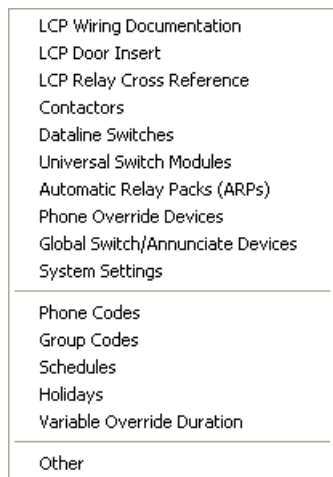 LCP Wiring Documentation
LCP Door Insert
LCP Relay Cross Reference
Contactors
Dataline Switches
Universal Switch Modules
Automatic Relay Packs (ARPs)
Phone Override Devices
Global Switch/Annunciate Devices
System Settings
Phone Codes
Group Codes
Schedules
Holidays
Variable Override Duration
Other